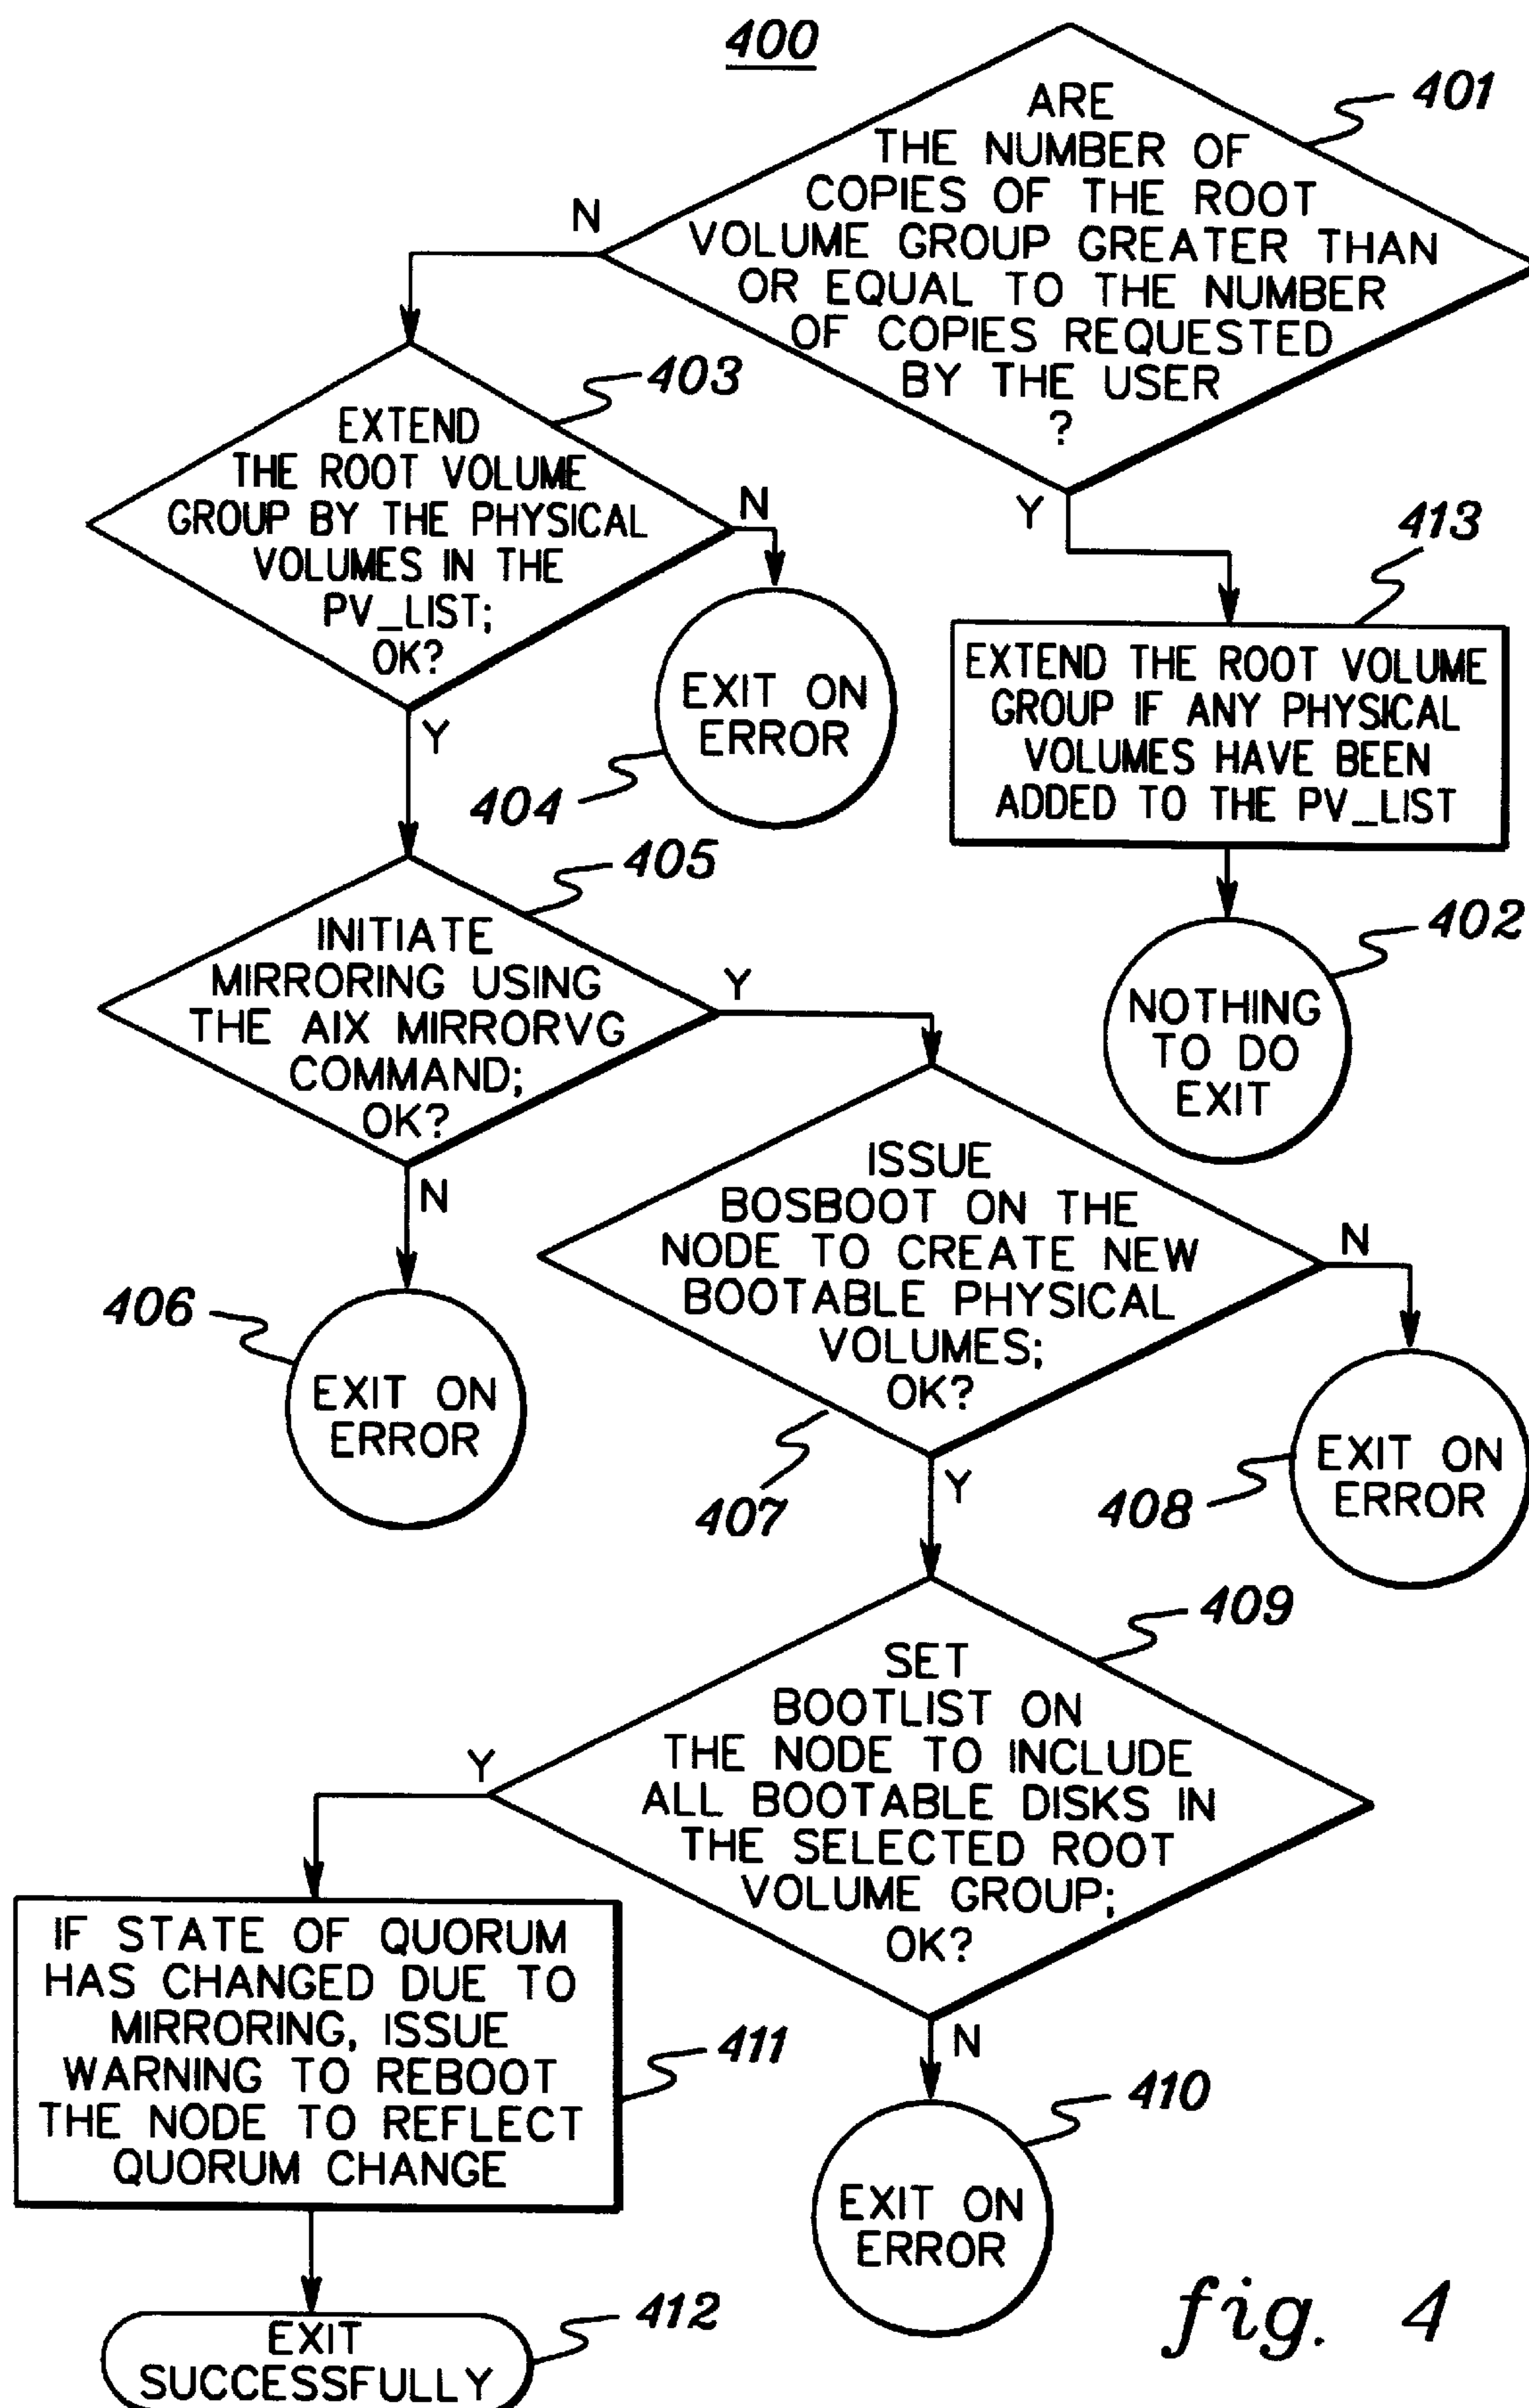 400
401
ARE
THE NUMBER OF
COPIES OF THE ROOT
VOLUME GROUP GREATER THAN
OR EQUAL TO THE NUMBER
OF COPIES REQUESTED
BY THE USER
?
N
Y
403
EXTEND
THE ROOT VOLUME
GROUP BY THE PHYSICAL
VOLUMES IN THE
PV_LIST;
OK?
N
Y
EXIT ON
ERROR
404
413
EXTEND THE ROOT VOLUME
GROUP IF ANY PHYSICAL
VOLUMES HAVE BEEN
ADDED TO THE PV_LIST
402
NOTHING
TO DO
EXIT
405
INITIATE
MIRRORING USING
THE AIX MIRRORVG
COMMAND;
OK?
Y
N
406
EXIT ON
ERROR
ISSUE
BOSBOOT ON THE
NODE TO CREATE NEW
BOOTABLE PHYSICAL
VOLUMES;
OK?
N
407
Y
408
EXIT ON
ERROR
409
SET
BOOTLIST ON
THE NODE TO INCLUDE
ALL BOOTABLE DISKS IN
THE SELECTED ROOT
VOLUME GROUP;
OK?
Y
N
IF STATE OF QUORUM
HAS CHANGED DUE TO
MIRRORING, ISSUE
WARNING TO REBOOT
THE NODE TO REFLECT
QUORUM CHANGE
411
410
EXIT ON
ERROR
412
EXIT
SUCCESSFULLY
fig. 4